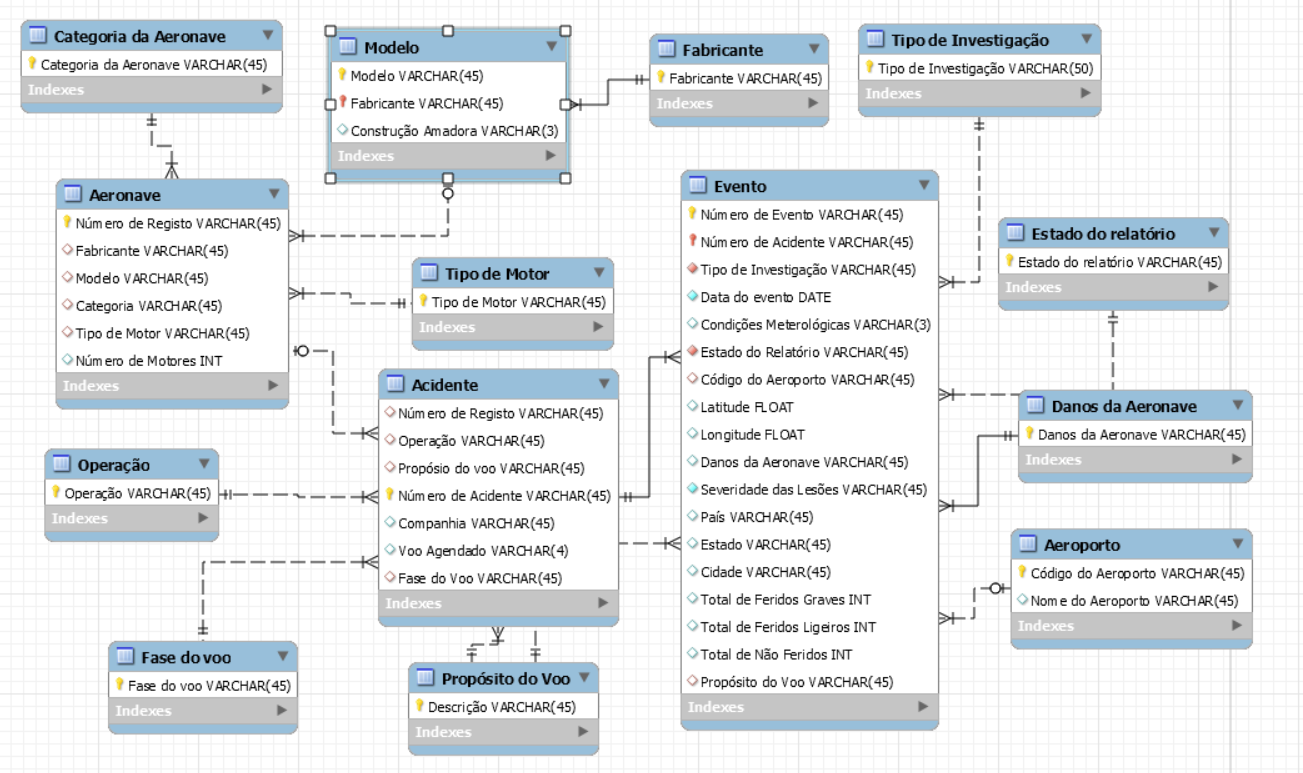 Categoria da Aeronave
Categoria da Aeronave VARCHAR(45)
Indexes
Modelo
Modelo VARCHAR(45)
Fabricante VARCHAR(45)
Construção Amadora VARCHAR(3)
Indexes
Fabricante
Fabricante VARCHAR(45)
Indexes
Tipo de Investigação
Tipo de Investigação VARCHAR(50)
Indexes
Aeronave
Número de Registo VARCHAR(45)
Fabricante VARCHAR(45)
Modelo VARCHAR(45)
Categoria VARCHAR(45)
Tipo de Motor VARCHAR(45)
Número de Motores INT
Indexes
Tipo de Motor
Tipo de Motor VARCHAR(45)
Indexes
Evento
Número de Evento VARCHAR(45)
Número de Acidente VARCHAR(45)
Tipo de Investigação VARCHAR(45)
Data do evento DATE
Condições Meterológicas VARCHAR(3)
Estado do Relatório VARCHAR(45)
Código do Aeroporto VARCHAR(45)
Latitude FLOAT
Longitude FLOAT
Danos da Aeronave VARCHAR(45)
Severidade das Lesões VARCHAR(45)
País VARCHAR(45)
Estado VARCHAR(45)
Cidade VARCHAR(45)
Total de Feridos Graves INT
Total de Feridos Ligeiros INT
Total de Não Feridos INT
Propósito do Voo VARCHAR(45)
Indexes
Estado do relatório
Estado do relatório VARCHAR(45)
Indexes
Acidente
Número de Registo VARCHAR(45)
Operação VARCHAR(45)
Propósio do voo VARCHAR(45)
Número de Acidente VARCHAR(45)
Companhia VARCHAR(45)
Voo Agendado VARCHAR(4)
Fase do Voo VARCHAR(45)
Indexes
Danos da Aeronave
Danos da Aeronave VARCHAR(45)
Indexes
Operação
Operação VARCHAR(45)
Indexes
Aeroporto
Código do Aeroporto VARCHAR(45)
Nome do Aeroporto VARCHAR(45)
Indexes
Fase do voo
Fase do voo VARCHAR(45)
Indexes
Propósito do Voo
Descrição VARCHAR(45)
Indexes